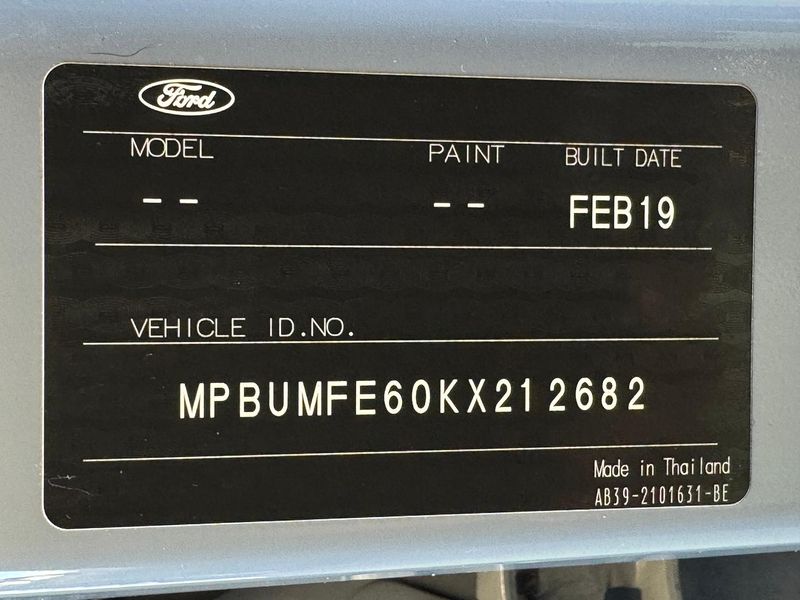 Ford
MODEL PAINT BUILT DATE
-- -- FEB19
VEHICLE ID.NO.
MPBUMFE60KX212682
Made in Thailand
AB39-2101631-BE